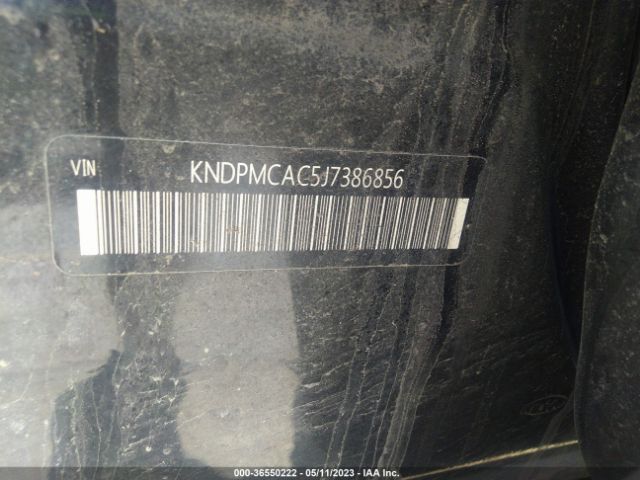 VIN
KNDPMCAC5J7386856
000-36550222 - 05/11/2023 - IAA Inc.